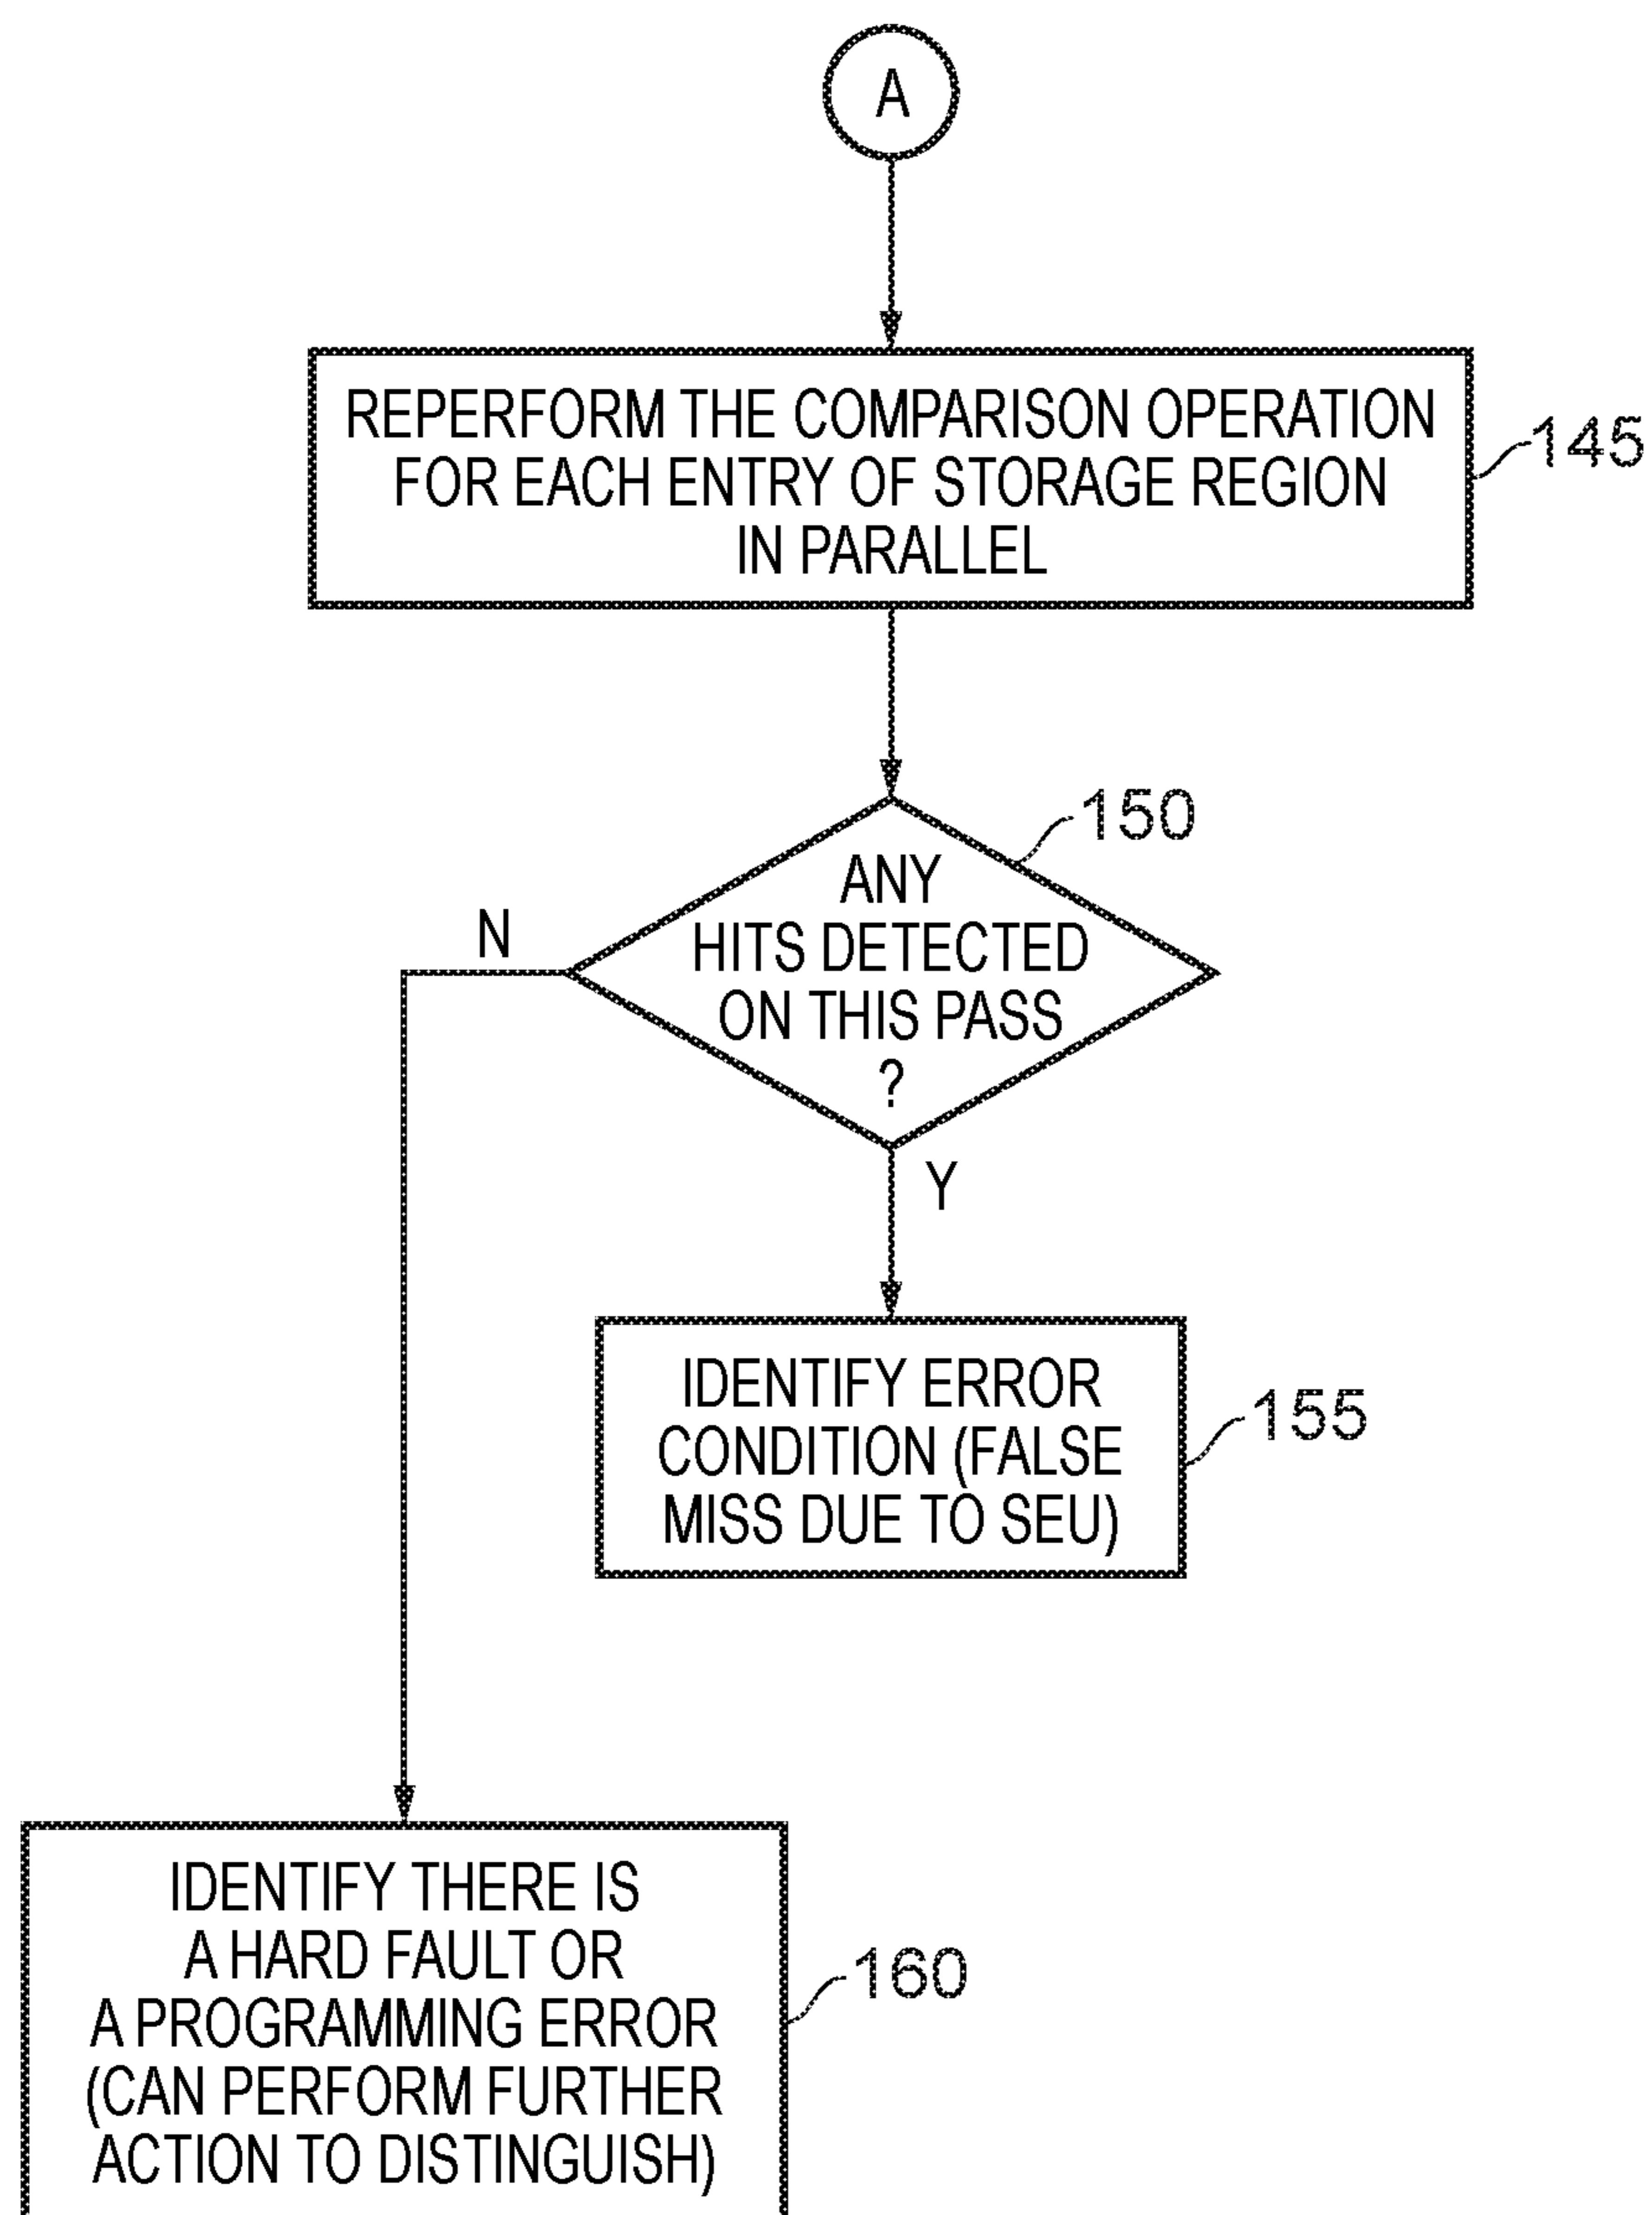 A
REPERFORM THE COMPARISON OPERATION
FOR EACH ENTRY OF STORAGE REGION
IN PARALLEL
145
150
ANY
HITS DETECTED
ON THIS PASS
?
N
Y
IDENTIFY ERROR
CONDITION (FALSE
MISS DUE TO SEU)
155
IDENTIFY THERE IS
A HARD FAULT OR
A PROGRAMMING ERROR
(CAN PERFORM FURTHER
ACTION TO DISTINGUISH)
160